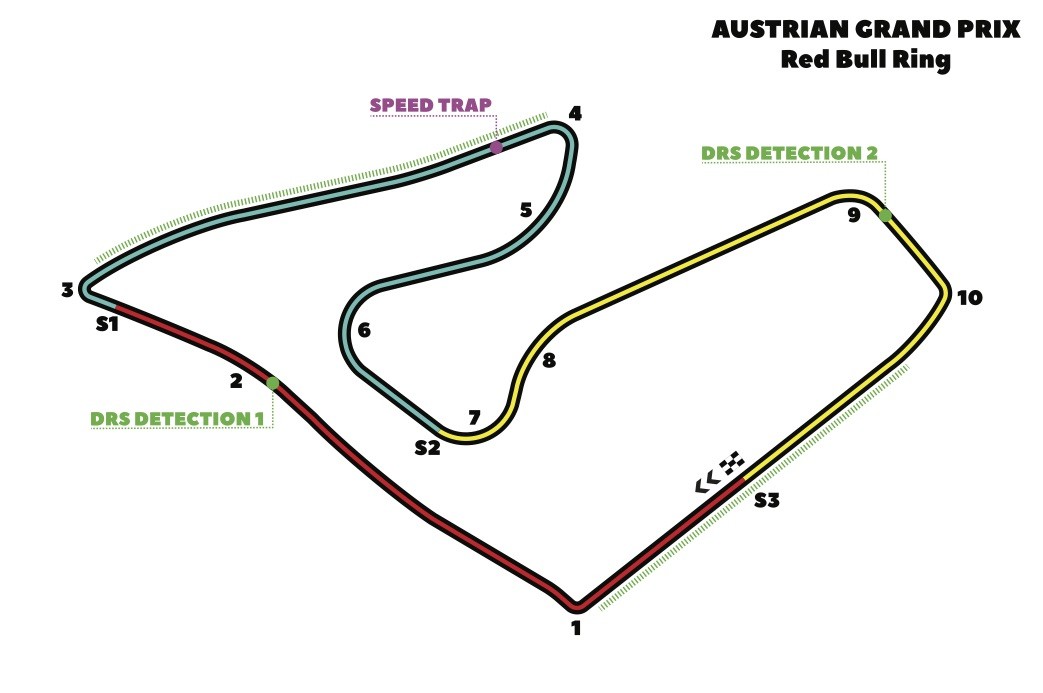 AUSTRIAN GRAND PRIX
Red Bull Ring
SPEED TRAP
4
DRS DETECTION 2
5
9
3
10
S1
6
8
2
DRS DETECTION 1
7
S2
S3
1